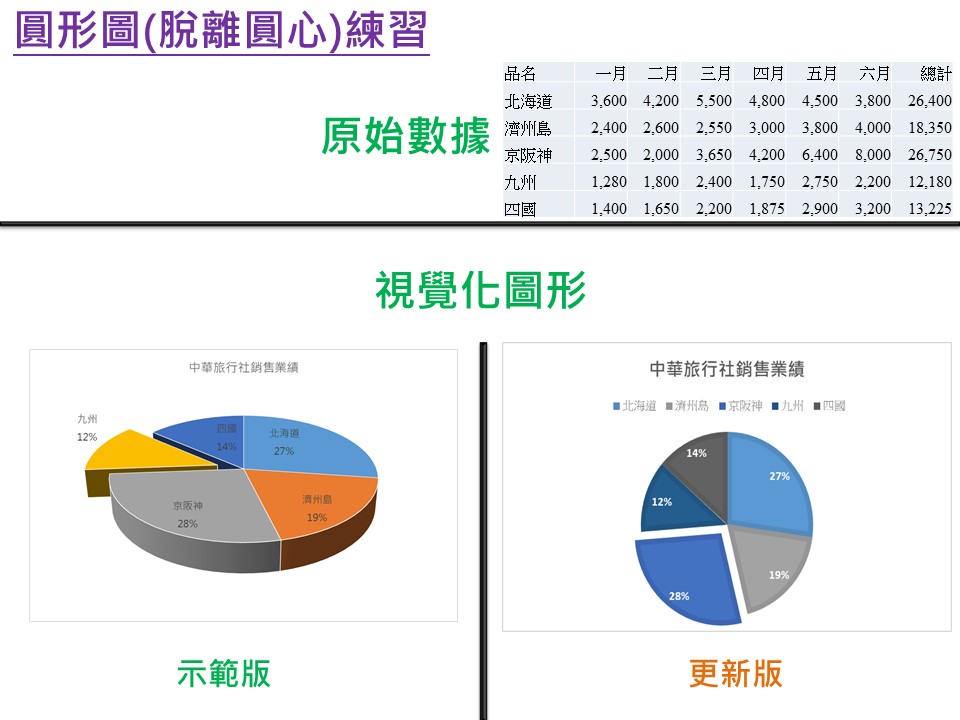 圓形圖(脫離圓心)練習
原始數據
品名 一月 二月 三月 四月 五月 六月 總計
北海道 3,600 4,200 5,500 4,800 4,500 3,800 26,400
濟州島 2,400 2,600 2,550 3,000 3,800 4,000 18,350
京阪神 2,500 2,000 3,650 4,200 6,400 8,000 26,750
九州 1,280 1,800 2,400 1,750 2,750 2,200 12,180
四國 1,400 1,650 2,200 1,875 2,900 3,200 13,225
視覺化圖形
中華旅行社銷售業績
九州
12%
四國
14%
北海道
27%
京阪神
28%
濟州島
19%
示範版
中華旅行社銷售業績
北海道 濟州島 京阪神 九州 四國
14%
27%
12%
19%
28%
更新版